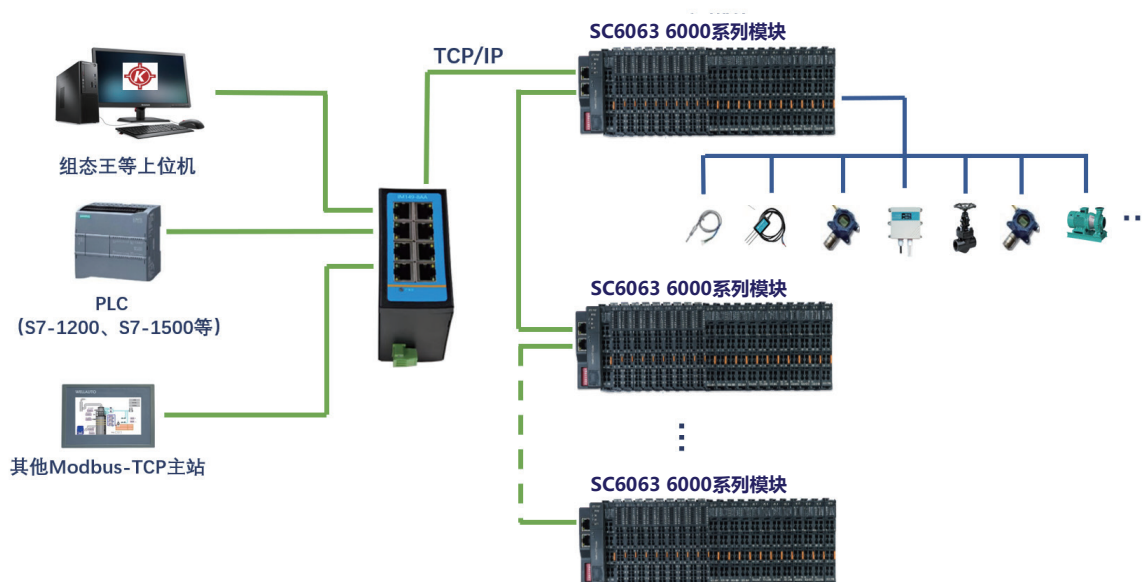 SC6063 6000系列模块
TCP/IP
K
组态王等上位机
PLC
（S7-1200、S7-1500等）
SC6063 6000系列模块
其他Modbus-TCP主站
SC6063 6000系列模块